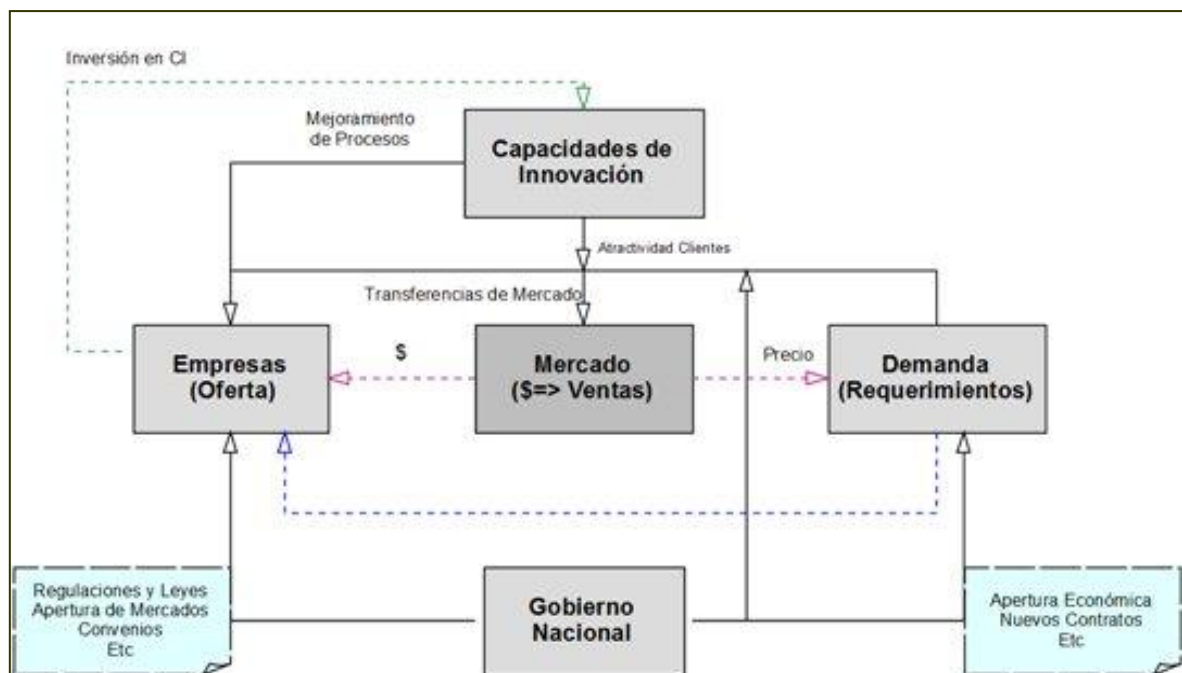 Inversión en CI
Mejoramiento
de Procesos
Capacidades de
Innovación
Atractividad Clientes
Transferencias de Mercado
Empresas
(Oferta)
$
Mercado
($=> Ventas)
Precio
Demanda
(Requerimientos)
Regulaciones y Leyes
Apertura de Mercados
Convenios
Etc
Gobierno
Nacional
Apertura Económica
Nuevos Contratos
Etc